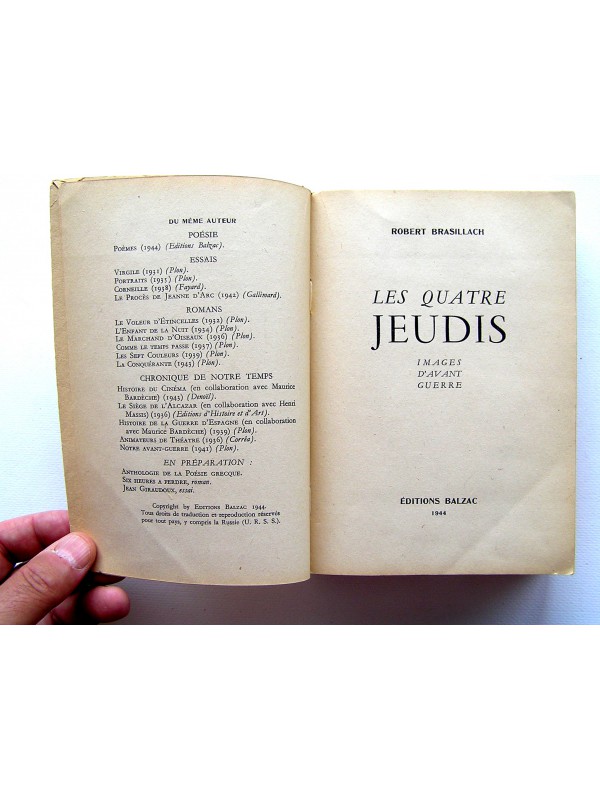 DU MÊME AUTEUR
POÉSIE
POÈMES (1944) (Editions Balzac).
ESSAIS
VIRGILE (1931) (Plon).
PORTRAITS (1935) (Plon).
CORNEILLE (1938) (Fayard).
LE PROCÈS DE JEANNE D'ARC (1942) (Gallimard).
ROMANS
LE VOLEUR D'ÉTINCELLES (1932) (Plon).
L'ENFANT DE LA NUIT (1934) (Plon).
LE MARCHAND D'OISEAUX (1936) (Plon).
COMME LE TEMPS PASSE (1937) (Plon).
LES SEPT COULEURS (1939) (Plon).
LA CONQUÉRANTE (1943) (Plon).
CHRONIQUE DE NOTRE TEMPS
HISTOIRE DU CINÉMA (en collaboration avec Maurice
BARDÈCHE) (1943) (Denoël).
LE SIÈGE DE L'ALCAZAR (en collaboration avec Henri
MASSIS) (1936) (Editions d'Histoire et d'Art).
HISTOIRE DE LA GUERRE D'ESPAGNE (en collaboration
avec Maurice BARDÈCHE) (1939) (Plon).
ANIMATEURS DE THÉATRE (1936) (Corrêa).
NOTRE AVANT-GUERRE (1941) (Plon).
EN PRÉPARATION :
ANTHOLOGIE DE LA POÉSIE GRECQUE.
SIX HEURES A PERDRE, roman.
JEAN GIRAUDOUX, essai.
Copyright by EDITIONS BALZAC 1944.
Tous droits de traduction et reproduction réservés
pour tout pays, y compris la Russie (U. R. S. S.).
ROBERT BRASILLACH
LES QUATRE
JEUDIS
IMAGES
D'AVANT
GUERRE
ÉDITIONS BALZAC
1944